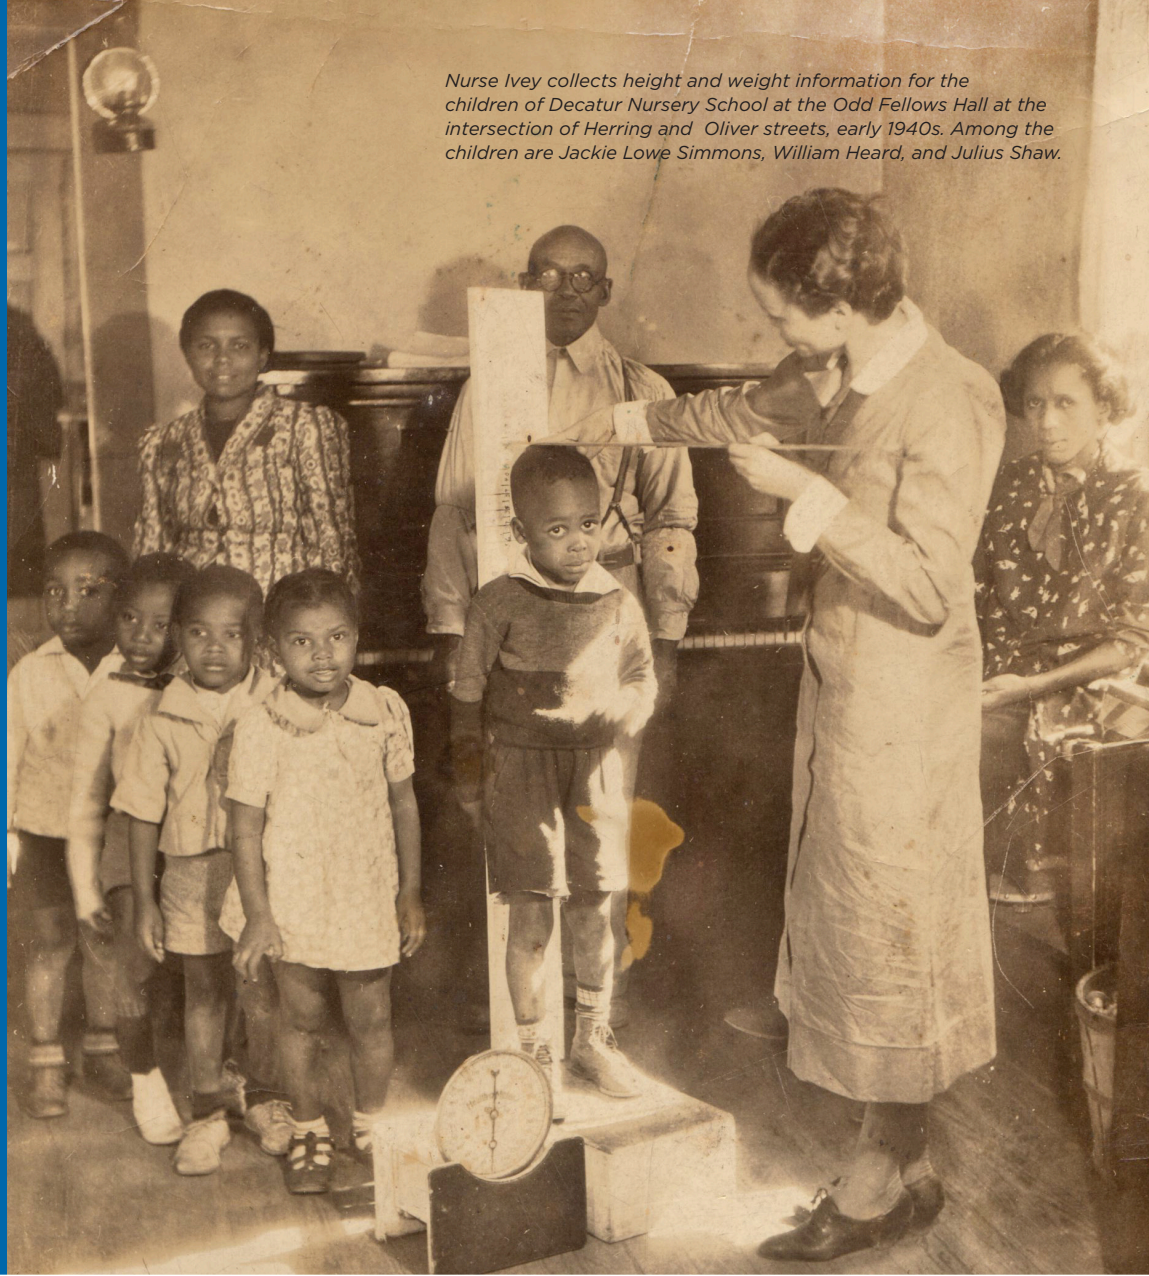 Nurse Ivey collects height and weight information for the
children of Decatur Nursery School at the Odd Fellows Hall at the
intersection of Herring and  Oliver streets, early 1940s. Among the
children are Jackie Lowe Simmons, William Heard, and Julius Shaw.